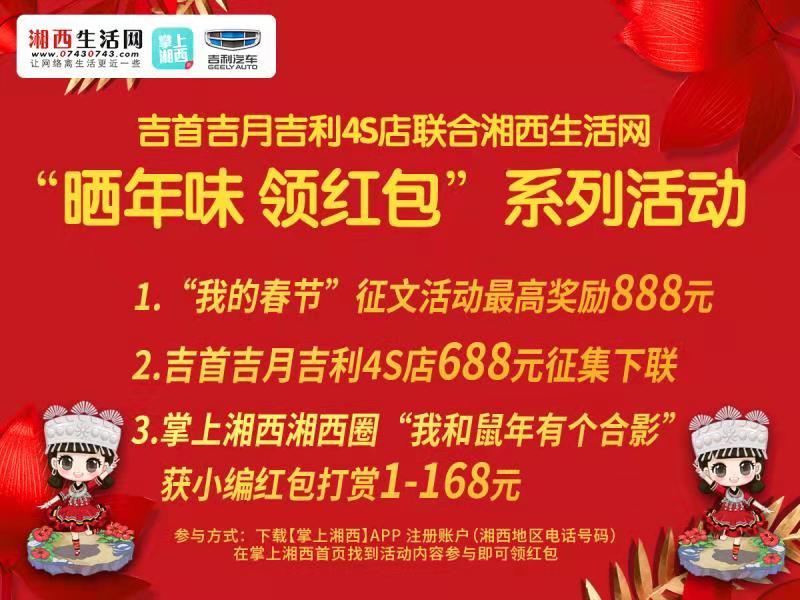 湘西生活网
www.07430743.com
让网络离生活更近一些
掌上
湘西
吉利汽车
GEELY AUTO
吉首吉月吉利4S店联合湘西生活网
“晒年味 领红包”系列活动
1.“我的春节”征文活动最高奖励888元
2.吉首吉月吉利4S店688元征集下联
3.掌上湘西湘西圈“我和鼠年有个合影”
获小编红包打赏1-168元
参与方式：下载【掌上湘西】APP 注册账户(湘西地区电话号码)
在掌上湘西首页找到活动内容参与即可领红包